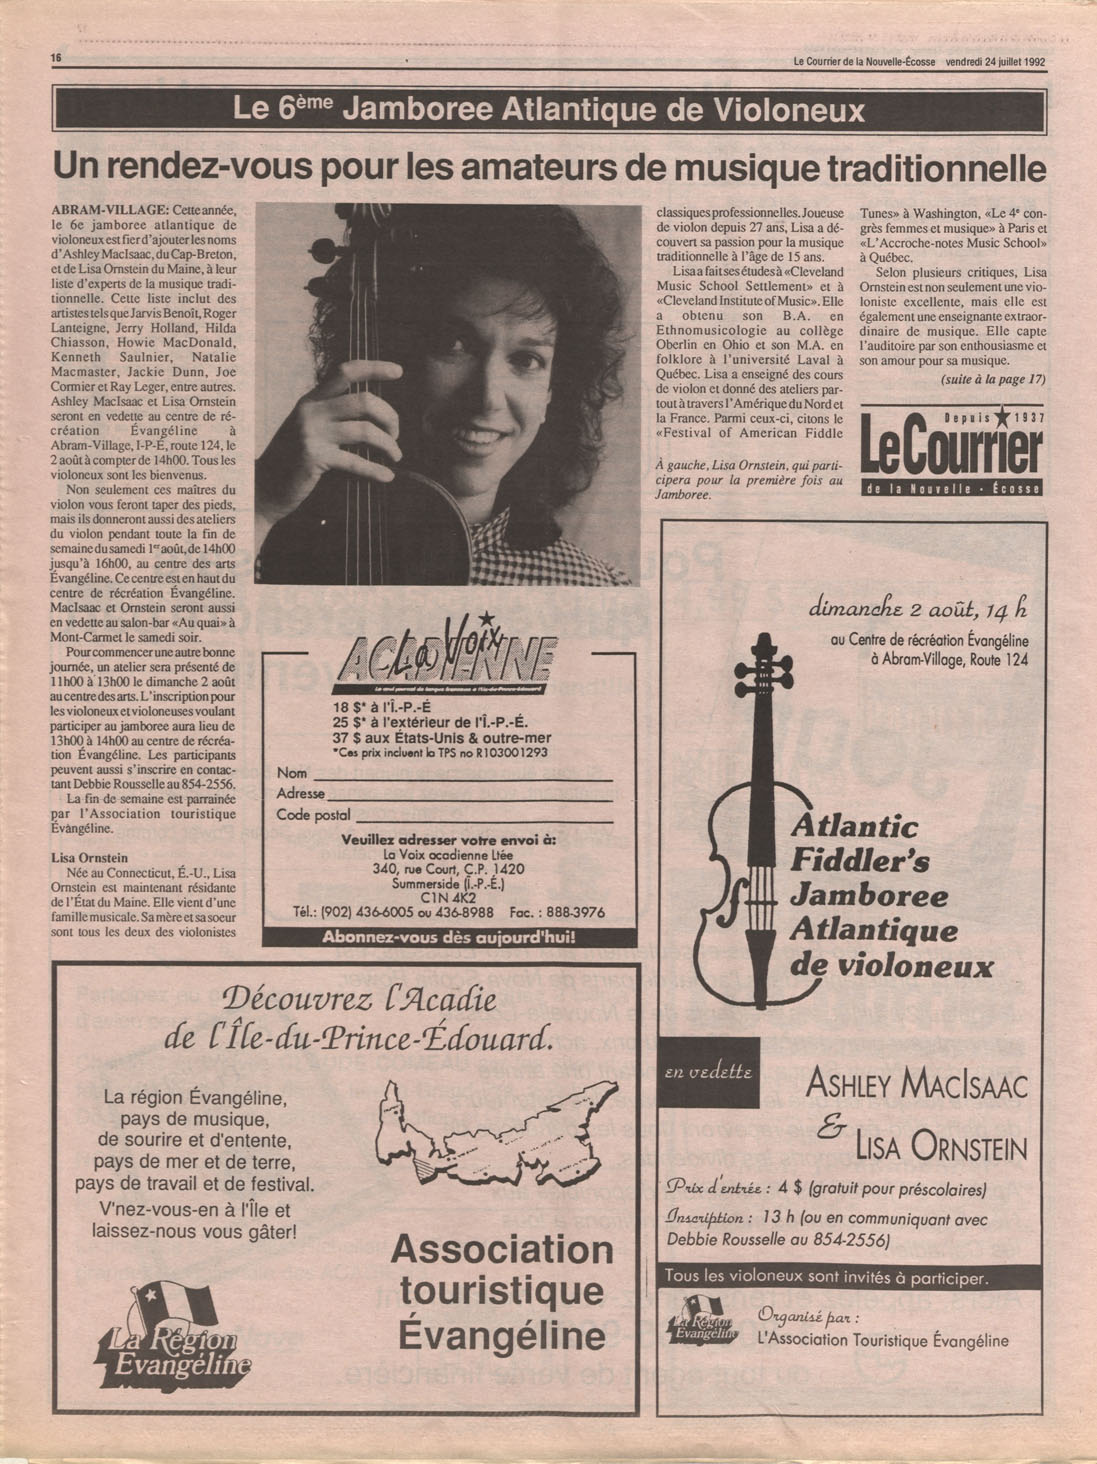 16
Le Courrier de la Nouvelle-Écosse vendredi 24 juillet 1992
Le 6ème Jamboree Atlantique de Violoneux
Un rendez-vous pour les amateurs de musique traditionnelle
ABRAM-VILLAGE: Cette année,
le 6e jamboree atlantique de
violoneux est fier d'ajouter les noms
d'Ashley MacIsaac, du Cap-Breton,
et de Lisa Ornstein du Maine, à leur
liste d'experts de la musique tradi-
tionnelle. Cette liste inclut des
artistes tels que Jarvis Benoît, Roger
Lanteigne, Jerry Holland, Hilda
Chiasson, Howie MacDonald,
Kenneth Saulnier, Natalie
Macmaster, Jackie Dunn, Joe
Cormier et Ray Leger, entre autres.
Ashley MacIsaac et Lisa Ornstein
seront en vedette au centre de ré-
création Évangéline à
Abram-Village, I-P-É, route 124, le
2 août à compter de 14h00. Tous les
violoneux sont les bienvenus.
Non seulement ces maîtres du
violon vous feront taper des pieds,
mais ils donneront aussi des ateliers
du violon pendant toute la fin de
semaine du samedi 1er août, de 14h00
jusqu'à 16h00, au centre des arts
Évangéline. Ce centre est en haut du
centre de récréation Évangéline.
MacIsaac et Ornstein seront aussi
en vedette au salon-bar «Au quai» à
Mont-Carmet le samedi soir.
Pour commencer une autre bonne
journée, un atelier sera présenté de
11h00 à 13h00 le dimanche 2 août
au centre des arts. L'inscription pour
les violoneux et violoneuses voulant
participer au jamboree aura lieu de
13h00 à 14h00 au centre de récréa-
tion Évangéline. Les participants
peuvent aussi s'inscrire en contac-
tant Debbie Rousselle au 854-2556.
La fin de semaine est parrainée
par l'Association touristique
Évangéline.
Lisa Ornstein
Née au Connecticut, É.-U., Lisa
Ornstein est maintenant résidante
de l'État du Maine. Elle vient d'une
famille musicale. Sa mère et sa soeur
sont tous les deux des violonistes
classiques professionnelles. Joueuse
de violon depuis 27 ans, Lisa a dé-
couvert sa passion pour la musique
traditionnelle à l'âge de 15 ans.
Lisa a fait ses études à «Cleveland
Music School Settlement» et à
«Cleveland Institute of Music». Elle
a obtenu son B.A. en
Ethnomusicologie au collège
Oberlin en Ohio et son M.A. en
folklore à l'université Laval à
Québec. Lisa a enseigné des cours
de violon et donné des ateliers par-
tout à travers l'Amérique du Nord et
la France. Parmi ceux-ci, citons le
«Festival of American Fiddle
À gauche, Lisa Ornstein, qui parti-
cipera pour la première fois au
Jamboree.
Tunes» à Washington, «Le 4e con-
grès femmes et musique» à Paris et
«L'Accroche-notes Music School»
à Québec.
Selon plusieurs critiques, Lisa
Ornstein est non seulement une vio-
loniste excellente, mais elle est
également une enseignante extraor-
dinaire de musique. Elle capte
l'auditoire par son enthousiasme et
son amour pour sa musique.
(suite à la page 17)
Depuis 1937
Le Courrier
de la Nouvelle-Écosse
La Voix
ACADIENNE
Le seul journal de langue française à l'Île-du-Prince-Édouard
18 $* à l'Î.-P.-É
25 $* à l'extérieur de l'Î.-P.-É.
37 $ aux États-Unis & outre-mer
*Ces prix incluent la TPS no R103001293
Nom
Adresse
Code postal
Veuillez adresser votre envoi à:
La Voix acadienne Ltée
340, rue Court, C.P. 1420
Summerside (Î.-P.-É.)
C1N 4K2
Tél.: (902) 436-6005 ou 436-8988 Fac. : 888-3976
Abonnez-vous dès aujourd'hui!
Découvrez l'Acadie
de l'Île-du-Prince-Édouard.
La région Évangéline,
pays de musique,
de sourire et d'entente,
pays de mer et de terre,
pays de travail et de festival.
V'nez-vous-en à l'Île et
laissez-nous vous gâter!
La Région
Évangéline
Association
touristique
Évangéline
dimanche 2 août, 14 h
au Centre de récréation Évangéline
à Abram-Village, Route 124
Atlantic
Fiddler's
Jamboree
Atlantique
de violoneux
en vedette
ASHLEY MACISAAC
&
LISA ORNSTEIN
Prix d'entrée : 4 $ (gratuit pour préscolaires)
Inscription : 13 h (ou en communiquant avec
Debbie Rousselle au 854-2556)
Tous les violoneux sont invités à participer.
La Région
Évangéline
Organisé par :
L'Association Touristique Évangéline